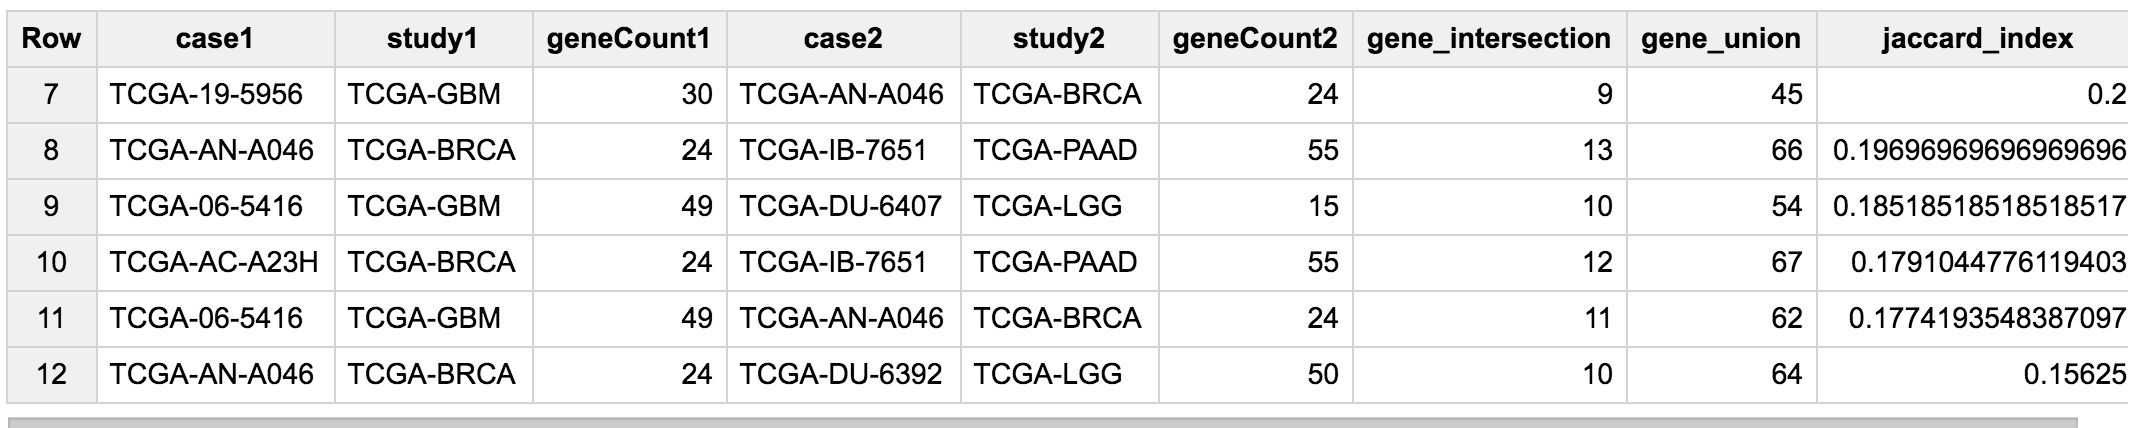 Row case1 study1 geneCount1 case2 study2 geneCount2 gene_intersection gene_union jaccard_index
7 TCGA-19-5956 TCGA-GBM 30 TCGA-AN-A046 TCGA-BRCA 24 9 45 0.2
8 TCGA-AN-A046 TCGA-BRCA 24 TCGA-IB-7651 TCGA-PAAD 55 13 66 0.19696969696969696
9 TCGA-06-5416 TCGA-GBM 49 TCGA-DU-6407 TCGA-LGG 15 10 54 0.18518518518518517
10 TCGA-AC-A23H TCGA-BRCA 24 TCGA-IB-7651 TCGA-PAAD 55 12 67 0.1791044776119403
11 TCGA-06-5416 TCGA-GBM 49 TCGA-AN-A046 TCGA-BRCA 24 11 62 0.1774193548387097
12 TCGA-AN-A046 TCGA-BRCA 24 TCGA-DU-6392 TCGA-LGG 50 10 64 0.15625